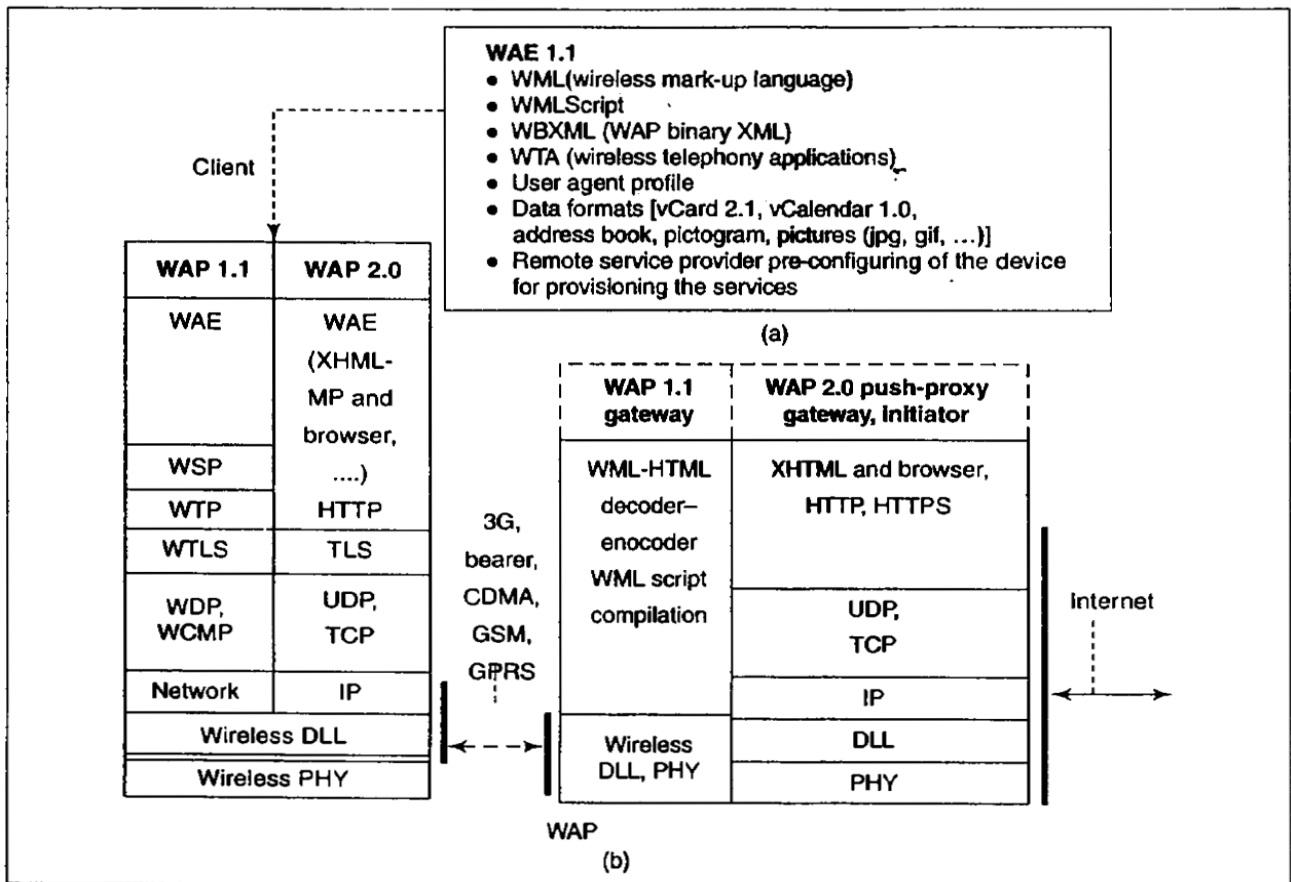 WAE 1.1
• WML(wireless mark-up language)
• WMLScript
• WBXML (WAP binary XML)
• WTA (wireless telephony applications)
• User agent profile
• Data formats [vCard 2.1, vCalendar 1.0,
address book, pictogram, pictures (jpg, gif, ...)]
• Remote service provider pre-configuring of the device
for provisioning the services
(a)
Client
WAP 1.1
WAP 2.0
WAE
WSP
WTP
WTLS
WDP,
WCMP
Network
WAE
(XHML-
MP and
browser,
....)
HTTP
TLS
UDP,
TCP
IP
Wireless DLL
Wireless PHY
3G,
bearer,
CDMA,
GSM,
GPRS
WAP 1.1
gateway
WML-HTML
decoder–
enocoder
WML script
compilation
Wireless
DLL, PHY
WAP 2.0 push-proxy
gateway, initiator
XHTML and browser,
HTTP, HTTPS
UDP,
TCP
IP
DLL
PHY
Internet
WAP
(b)